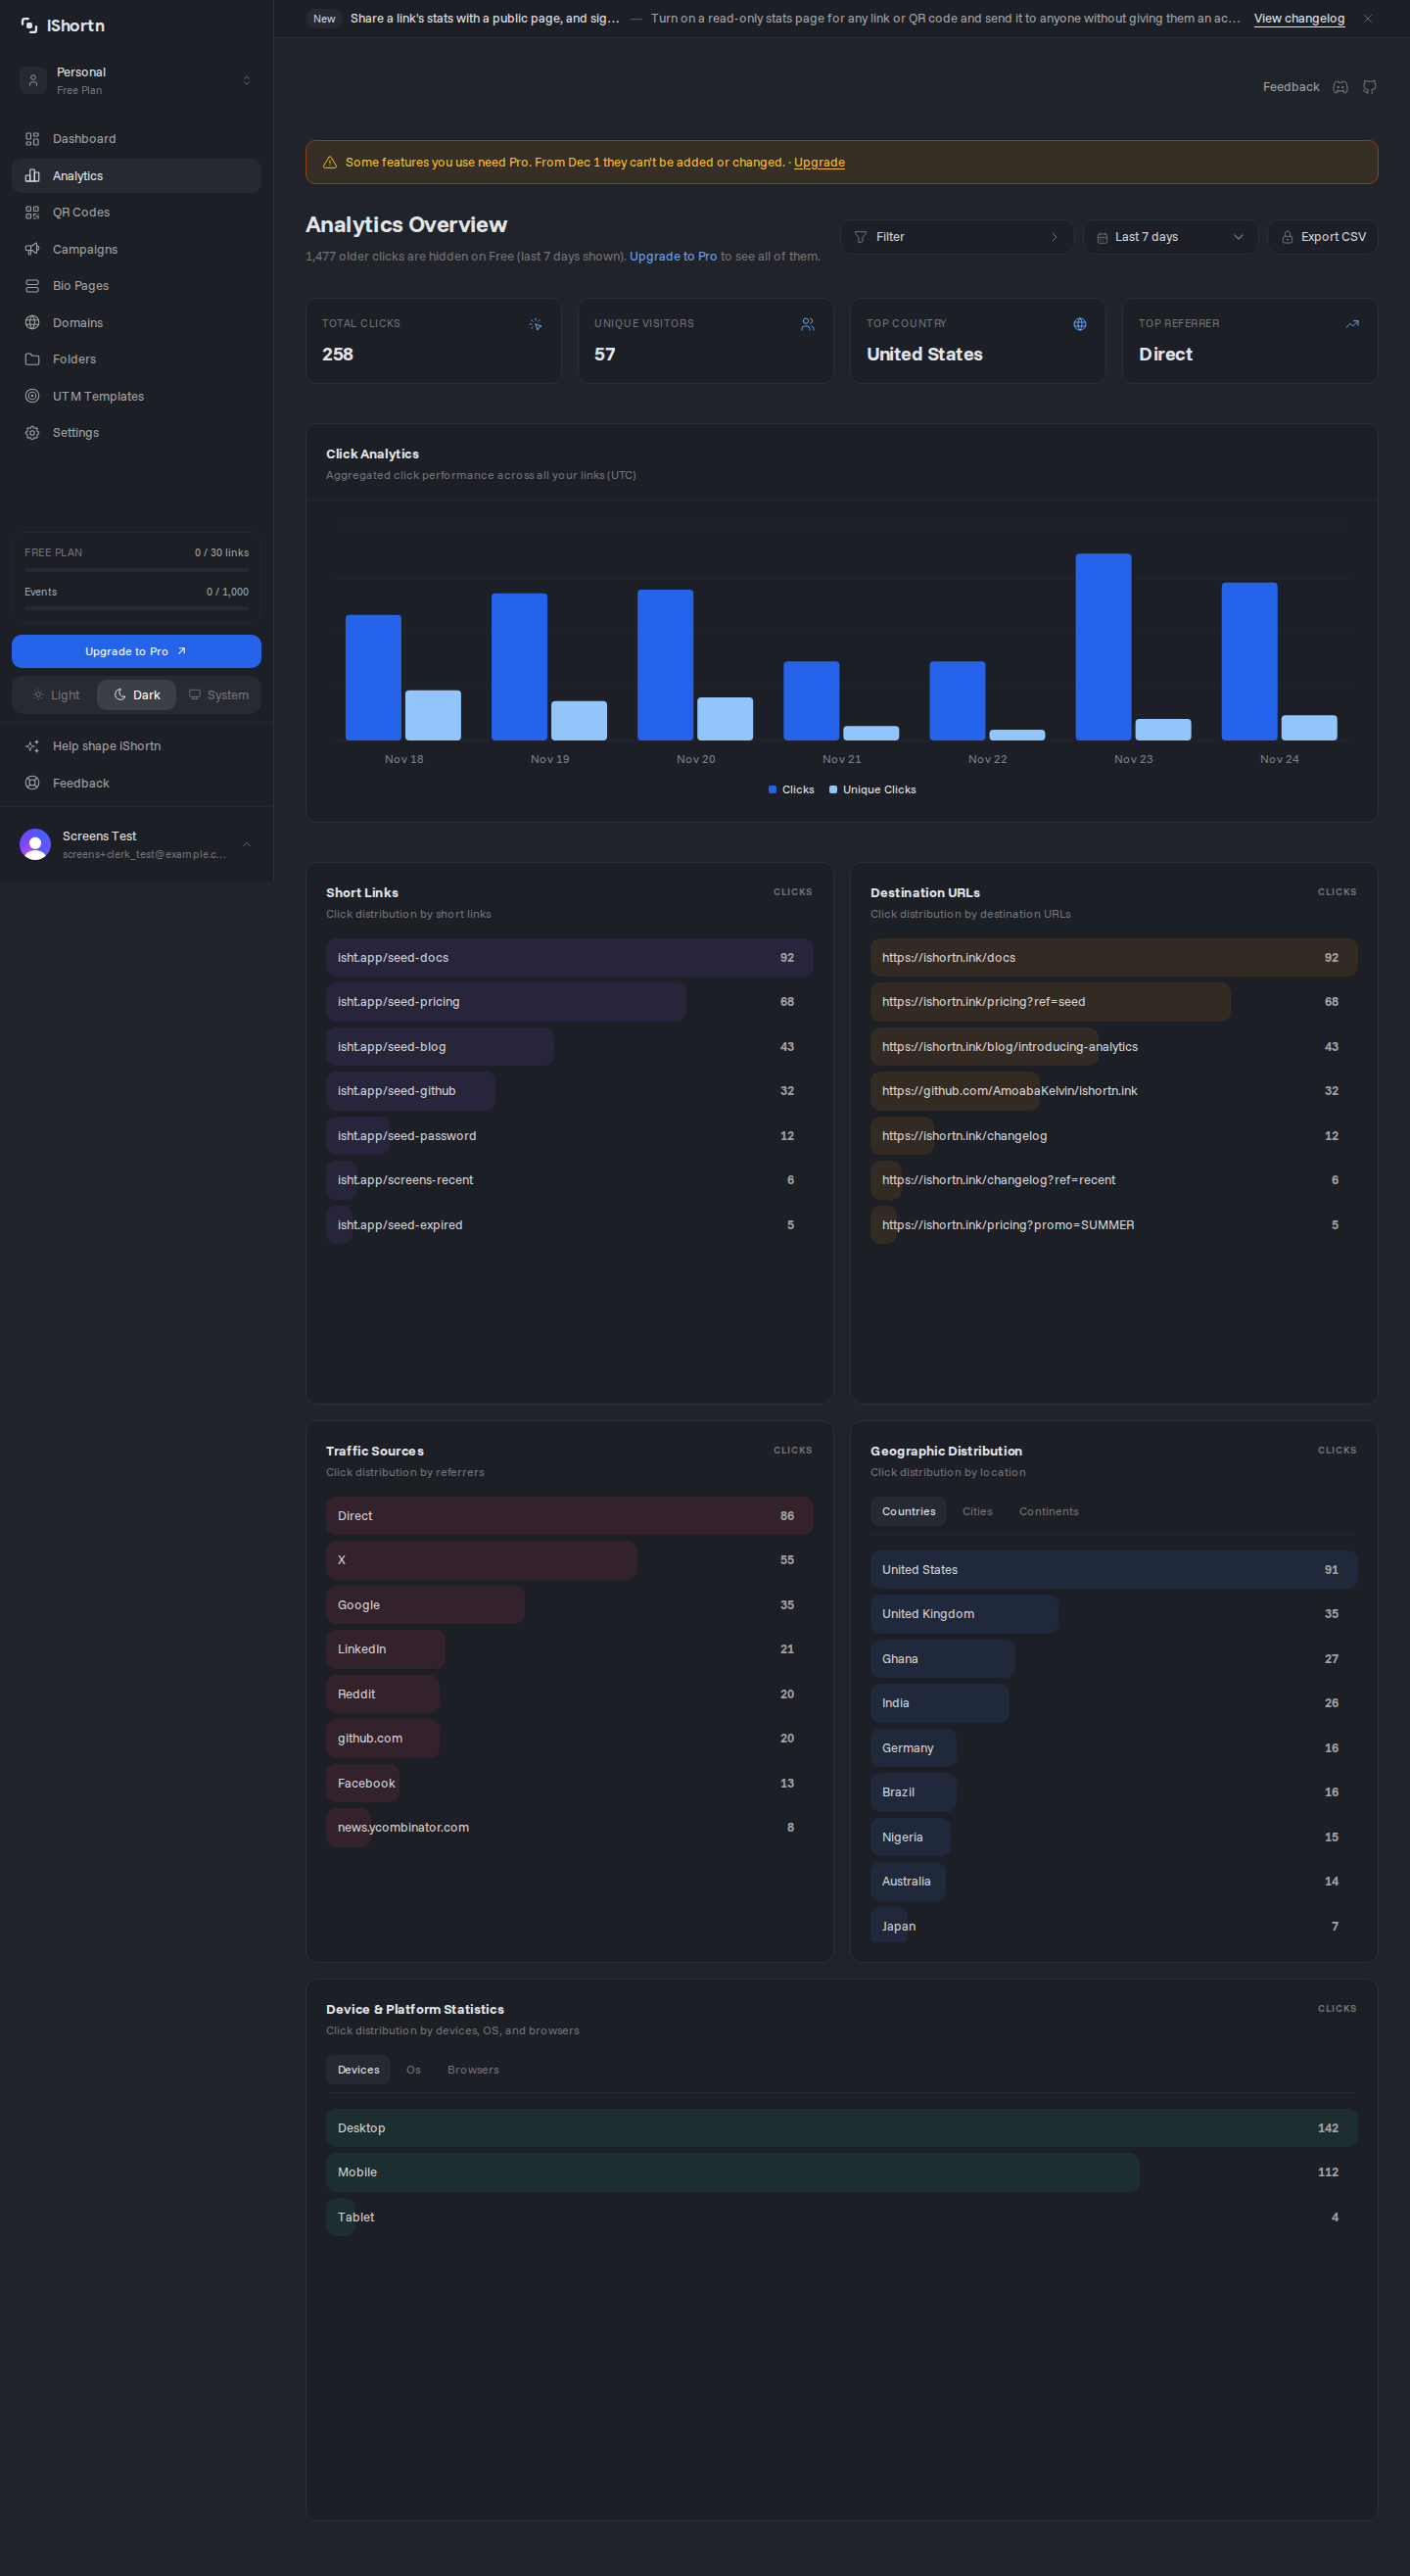 IShortn
Personal
Free Plan
Dashboard
Analytics
QR Codes
Campaigns
Bio Pages
Domains
Folders
UTM Templates
Settings
FREE PLAN 0 / 30 links
Events 0 / 1,000
Upgrade to Pro
Light Dark System
Help shape iShortn
Feedback
Screens Test
screens+clerk_test@example.c...
New Share a link's stats with a public page, and sig... — Turn on a read-only stats page for any link or QR code and send it to anyone without giving them an ac... View changelog
Feedback
Some features you use need Pro. From Dec 1 they can't be added or changed. · Upgrade
Analytics Overview
1,477 older clicks are hidden on Free (last 7 days shown). Upgrade to Pro to see all of them.
Filter Last 7 days Export CSV
TOTAL CLICKS
258
UNIQUE VISITORS
57
TOP COUNTRY
United States
TOP REFERRER
Direct
Click Analytics
Aggregated click performance across all your links (UTC)
Nov 18 Nov 19 Nov 20 Nov 21 Nov 22 Nov 23 Nov 24
Clicks Unique Clicks
Short Links CLICKS
Click distribution by short links
isht.app/seed-docs 92
isht.app/seed-pricing 68
isht.app/seed-blog 43
isht.app/seed-github 32
isht.app/seed-password 12
isht.app/screens-recent 6
isht.app/seed-expired 5
Destination URLs CLICKS
Click distribution by destination URLs
https://ishortn.ink/docs 92
https://ishortn.ink/pricing?ref=seed 68
https://ishortn.ink/blog/introducing-analytics 43
https://github.com/AmoabaKelvin/ishortn.ink 32
https://ishortn.ink/changelog 12
https://ishortn.ink/changelog?ref=recent 6
https://ishortn.ink/pricing?promo=SUMMER 5
Traffic Sources CLICKS
Click distribution by referrers
Direct 86
X 55
Google 35
LinkedIn 21
Reddit 20
github.com 20
Facebook 13
news.ycombinator.com 8
Geographic Distribution CLICKS
Click distribution by location
Countries Cities Continents
United States 91
United Kingdom 35
Ghana 27
India 26
Germany 16
Brazil 16
Nigeria 15
Australia 14
Japan 7
Device & Platform Statistics CLICKS
Click distribution by devices, OS, and browsers
Devices Os Browsers
Desktop 142
Mobile 112
Tablet 4